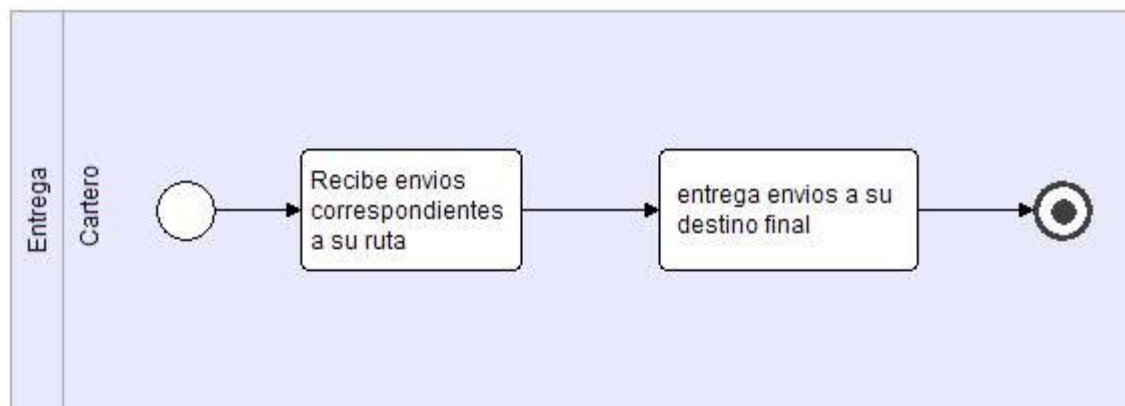 Entrega
Cartero
Recibe envios
correspondientes
a su ruta
entrega envios a su
destino final